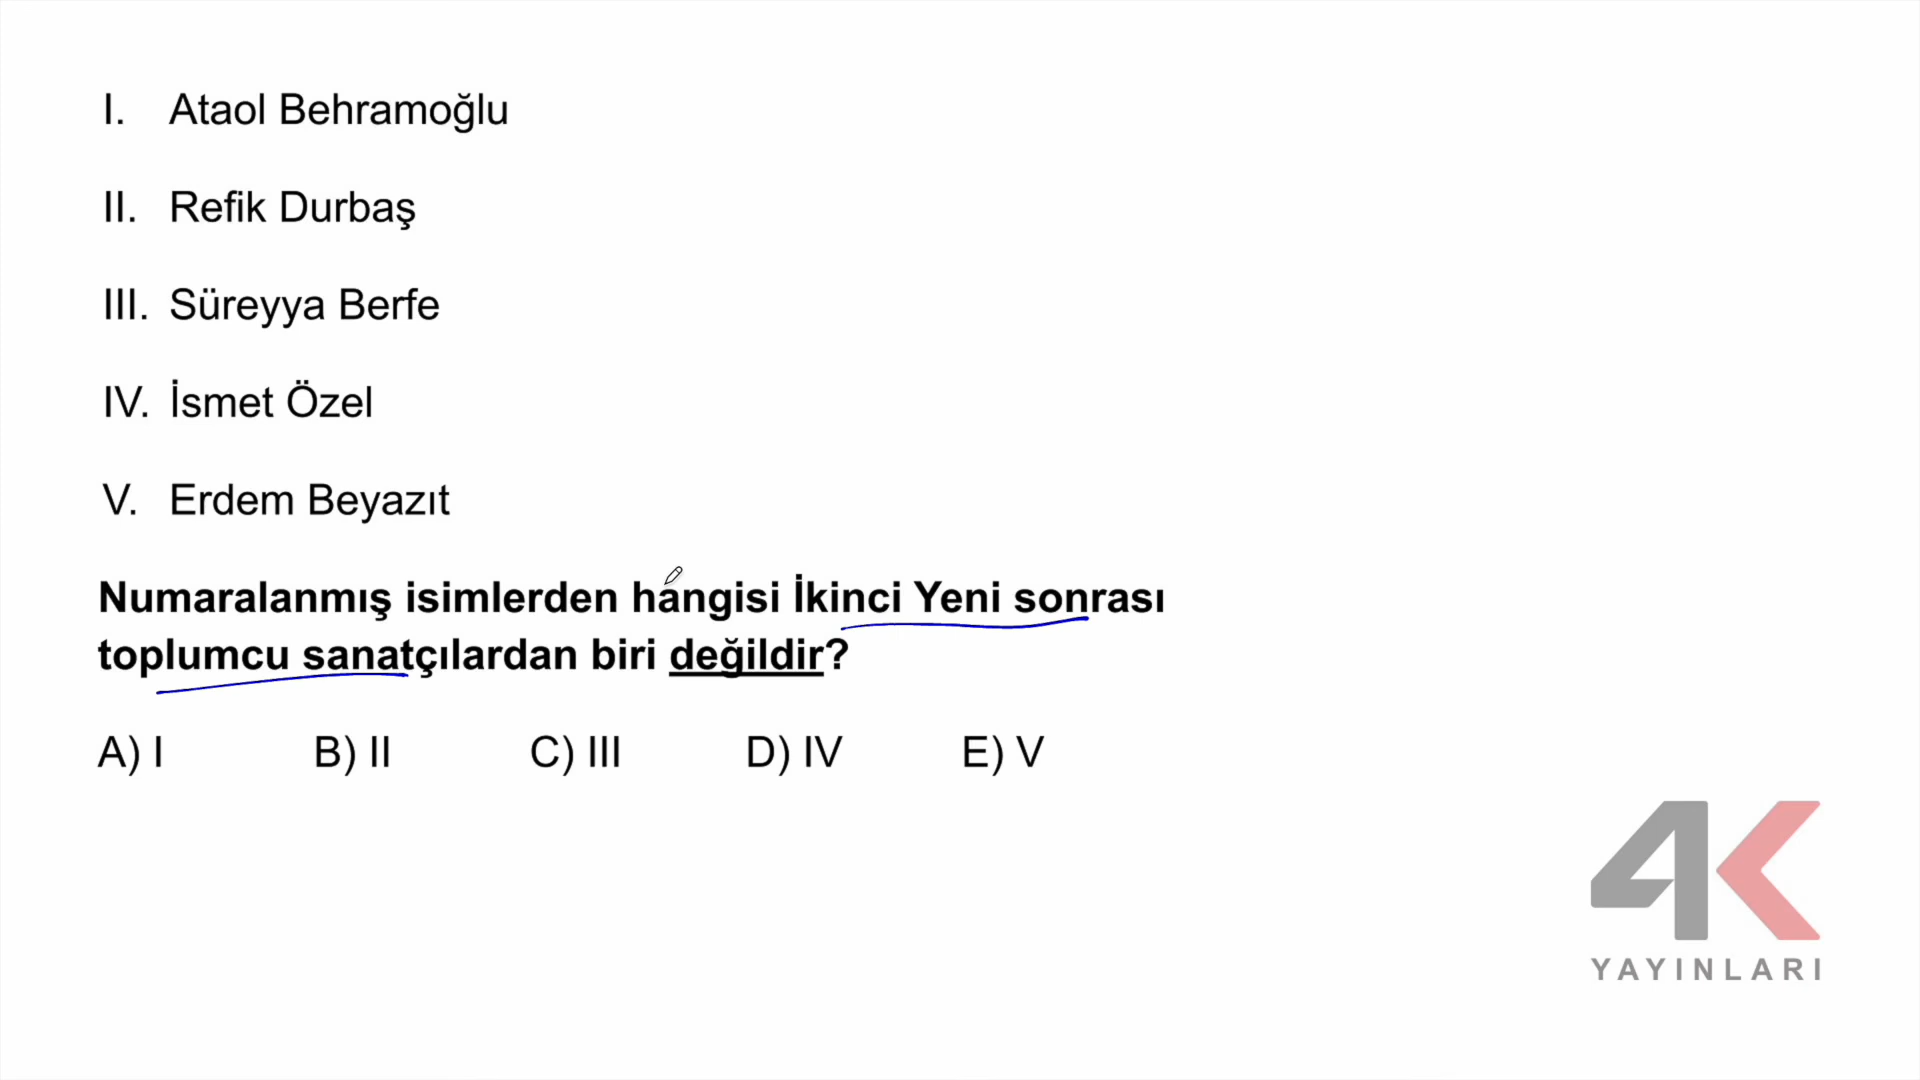 I. Ataol Behramoğlu
II. Refik Durbaş
III. Süreyya Berfe
IV. İsmet Özel
V. Erdem Beyazıt
Numaralanmış isimlerden hangisi İkinci Yeni sonrası
toplumcu sanatçılardan biri değildir?
A) I B) II C) III D) IV E) V
4K
YAYINLARI